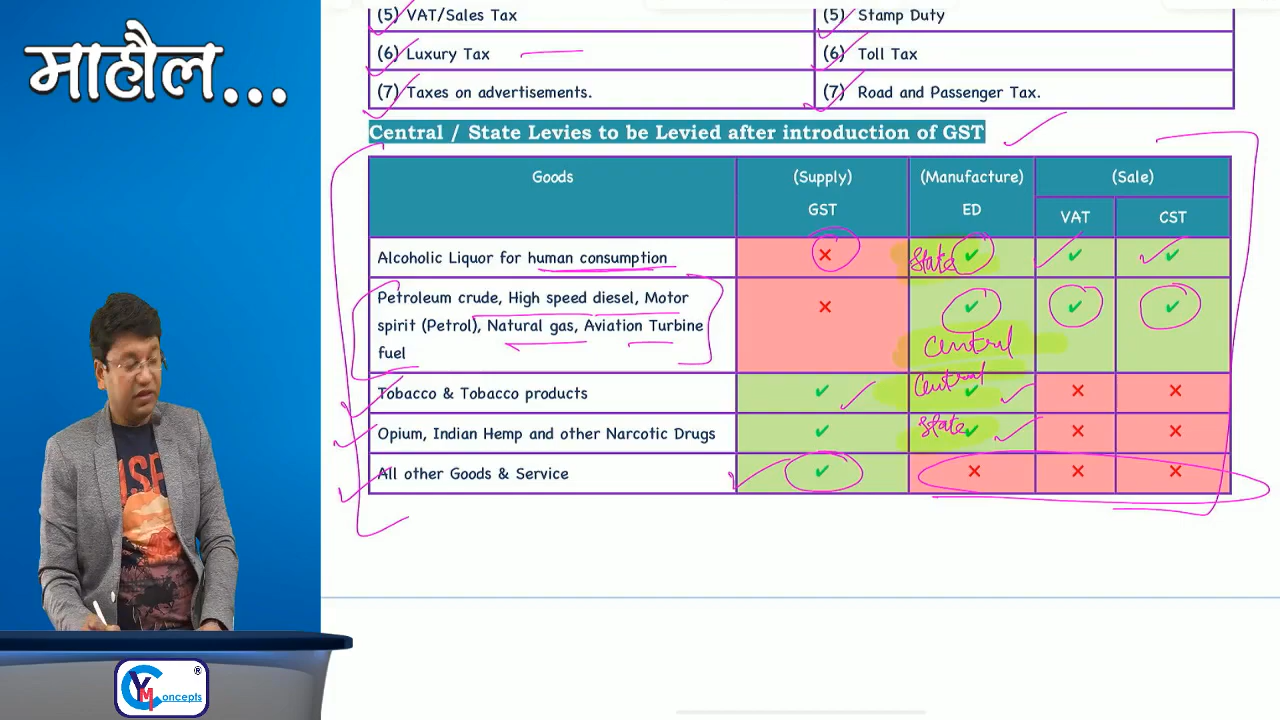 माहौल...
(5) VAT/Sales Tax
(5) Stamp Duty
(6) Luxury Tax
(6) Toll Tax
(7) Taxes on advertisements.
(7) Road and Passenger Tax.
Central / State Levies to be Levied after introduction of GST
Goods
(Supply)
GST
(Manufacture)
ED
(Sale)
VAT
CST
Alcoholic Liquor for human consumption
State
Petroleum crude, High speed diesel, Motor
spirit (Petrol), Natural gas, Aviation Turbine
fuel
Central
Tobacco & Tobacco products
Central
Opium, Indian Hemp and other Narcotic Drugs
State
All other Goods & Service
YM Concepts
®